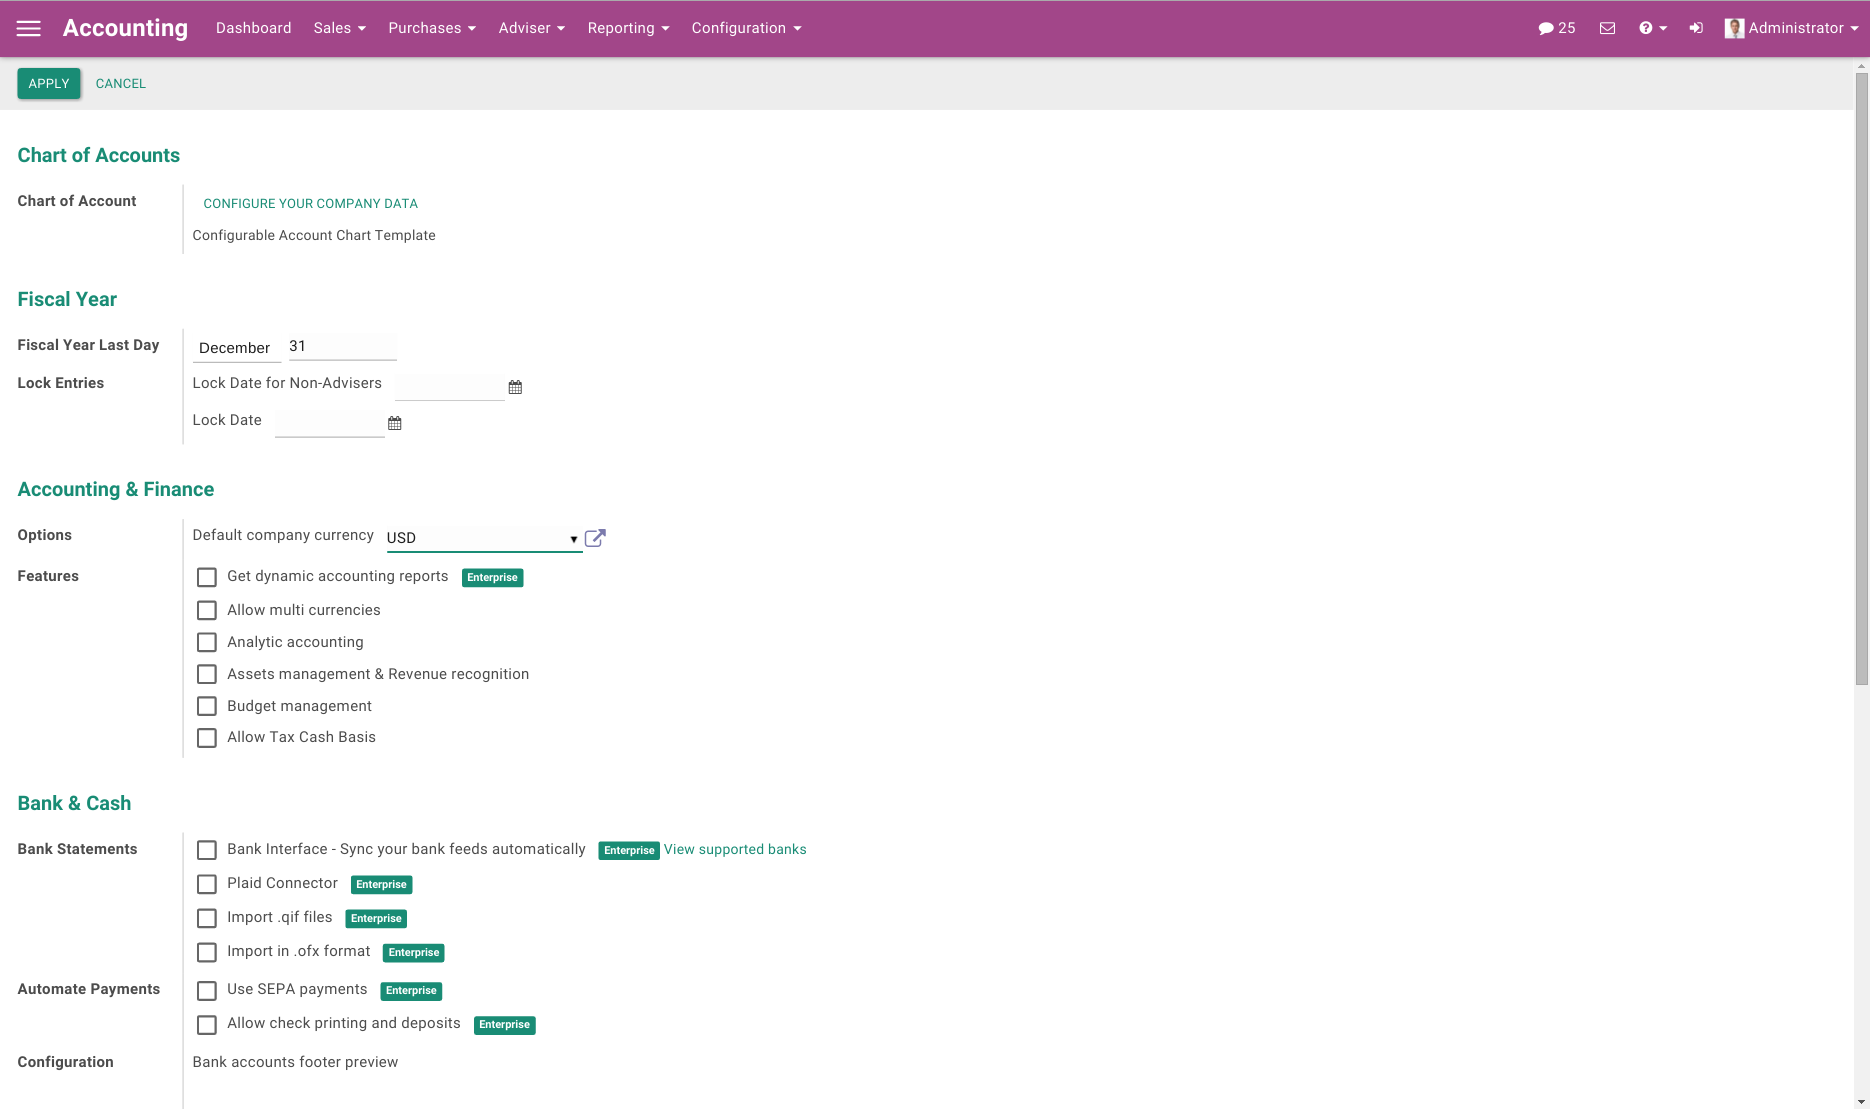 Accounting Dashboard Sales Purchases Adviser Reporting Configuration 25 Administrator
APPLY CANCEL
Chart of Accounts
Chart of Account CONFIGURE YOUR COMPANY DATA
Configurable Account Chart Template
Fiscal Year
Fiscal Year Last Day December 31
Lock Entries Lock Date for Non-Advisers
Lock Date
Accounting & Finance
Options Default company currency USD
Features Get dynamic accounting reports Enterprise
Allow multi currencies
Analytic accounting
Assets management & Revenue recognition
Budget management
Allow Tax Cash Basis
Bank & Cash
Bank Statements Bank Interface - Sync your bank feeds automatically Enterprise View supported banks
Plaid Connector Enterprise
Import .qif files Enterprise
Import in .ofx format Enterprise
Automate Payments Use SEPA payments Enterprise
Allow check printing and deposits Enterprise
Configuration Bank accounts footer preview